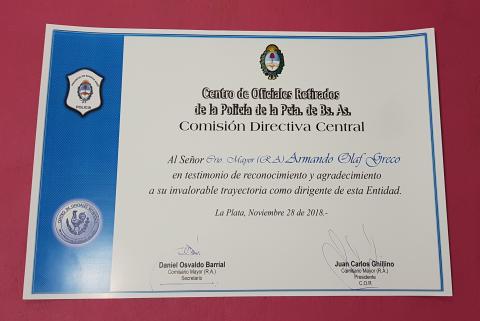 Centro de Oficiales Retirados
de la Policía de la Pcia. de Bs. As.
Comisión Directiva Central
Al Señor Crio. Mayor (R.A.) Armando Olaf Greco
en testimonio de reconocimiento y agradecimiento
a su invalorable trayectoria como dirigente de esta Entidad.
La Plata, Noviembre 28 de 2018.-
Daniel Osvaldo Barrial
Comisario Mayor (R.A.)
Secretario
Juan Carlos Ghilino
Comisario Mayor (R.A.)
Presidente
C.O.R.
POLICIA